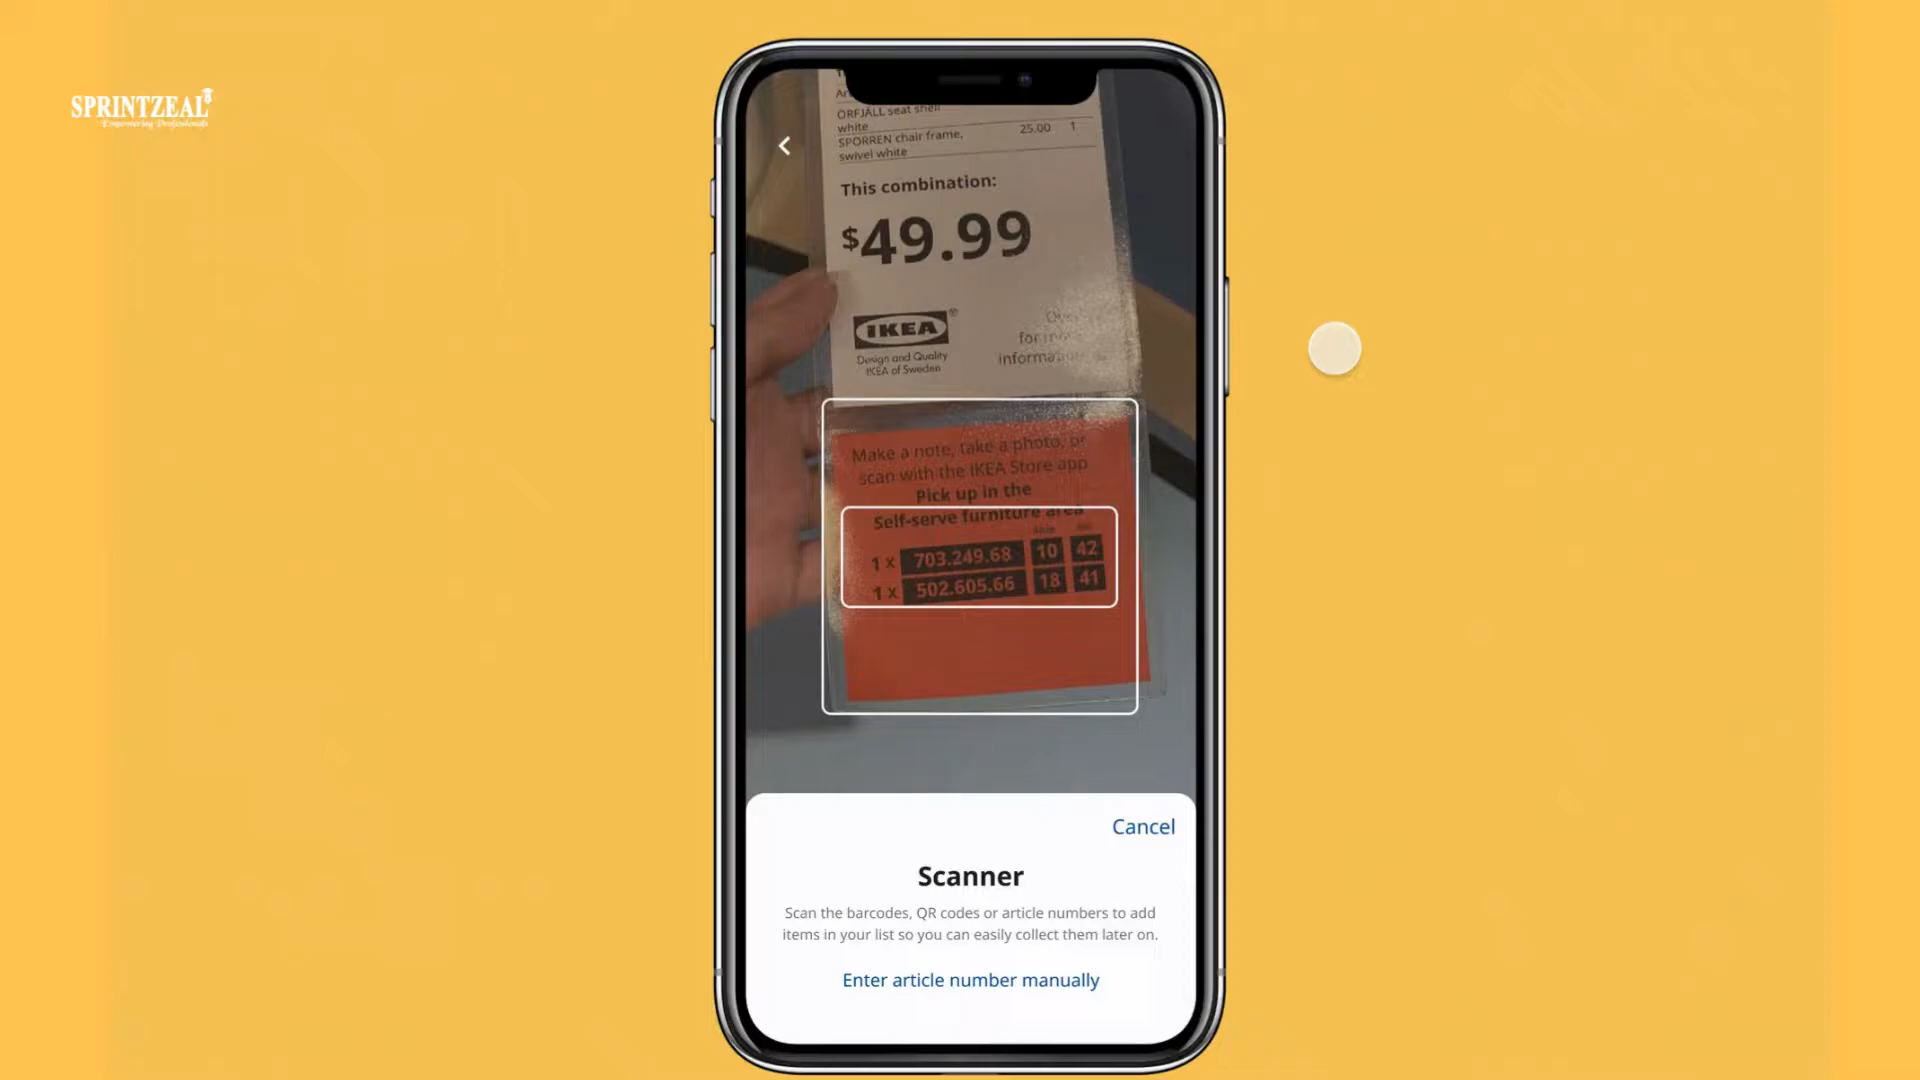 SPRINTZEAL
Empowering Professionals
ORFJÄLL seat shell
white
SPORREN chair frame, 25.00 1
swivel white
This combination:
$49.99
IKEA®
Design and Quality
IKEA of Sweden
for more
information
Make a note, take a photo, or
scan with the IKEA Store app
Pick up in the
Self-serve furniture area
1 x 703.249.68 10 42
1 x 502.605.66 18 41
Cancel
Scanner
Scan the barcodes, QR codes or article numbers to add
items in your list so you can easily collect them later on.
Enter article number manually